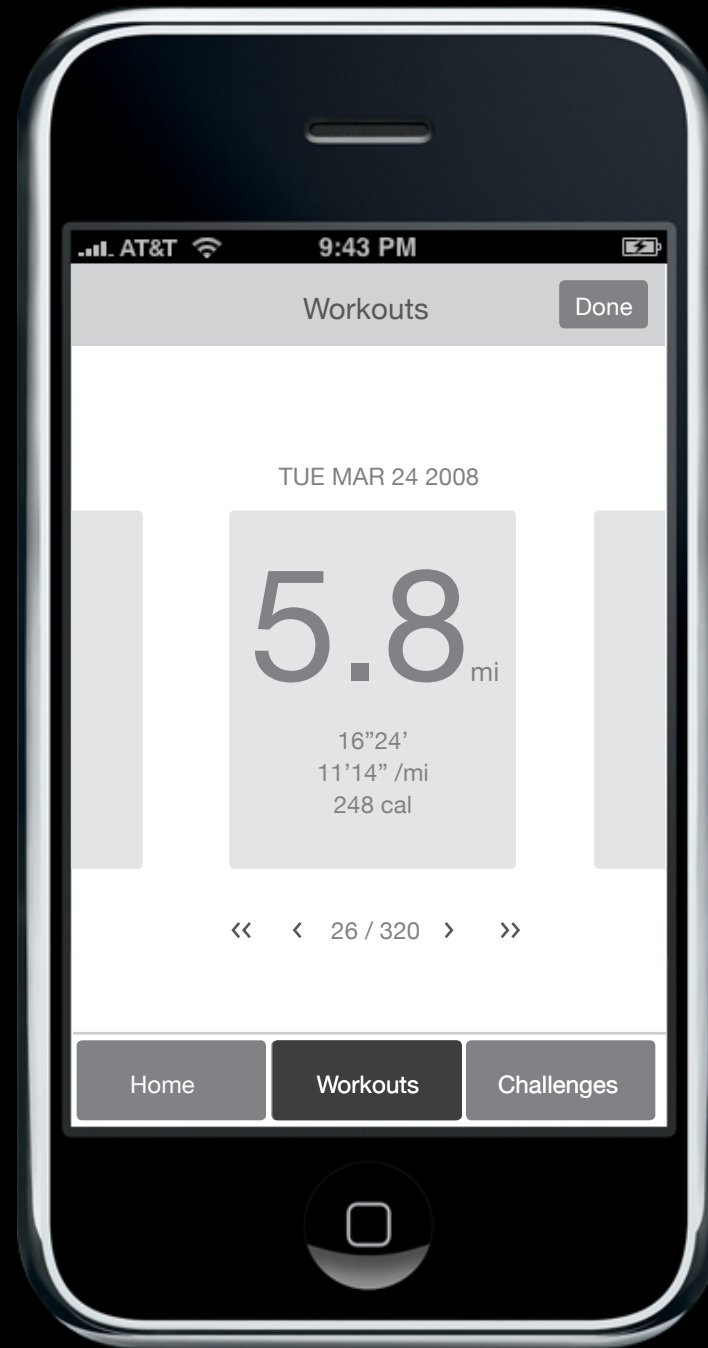 AT&T 9:43 PM
Workouts Done
TUE MAR 24 2008
5.8 mi
16”24’
11’14” /mi
248 cal
‹‹ ‹ 26 / 320 › ››
Home Workouts Challenges